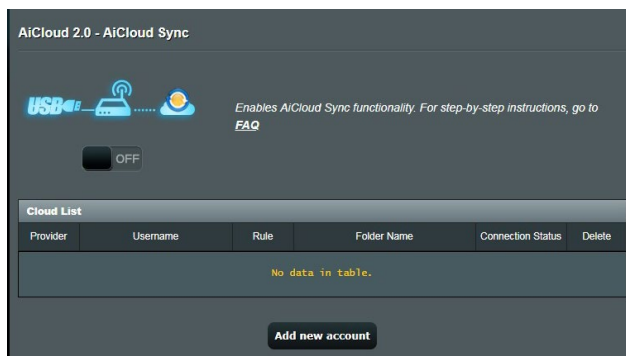 AiCloud 2.0 - AiCloud Sync
USB
Enables AiCloud Sync functionality. For step-by-step instructions, go to
FAQ
OFF
Cloud List
Provider Username Rule Folder Name Connection Status Delete
No data in table.
Add new account